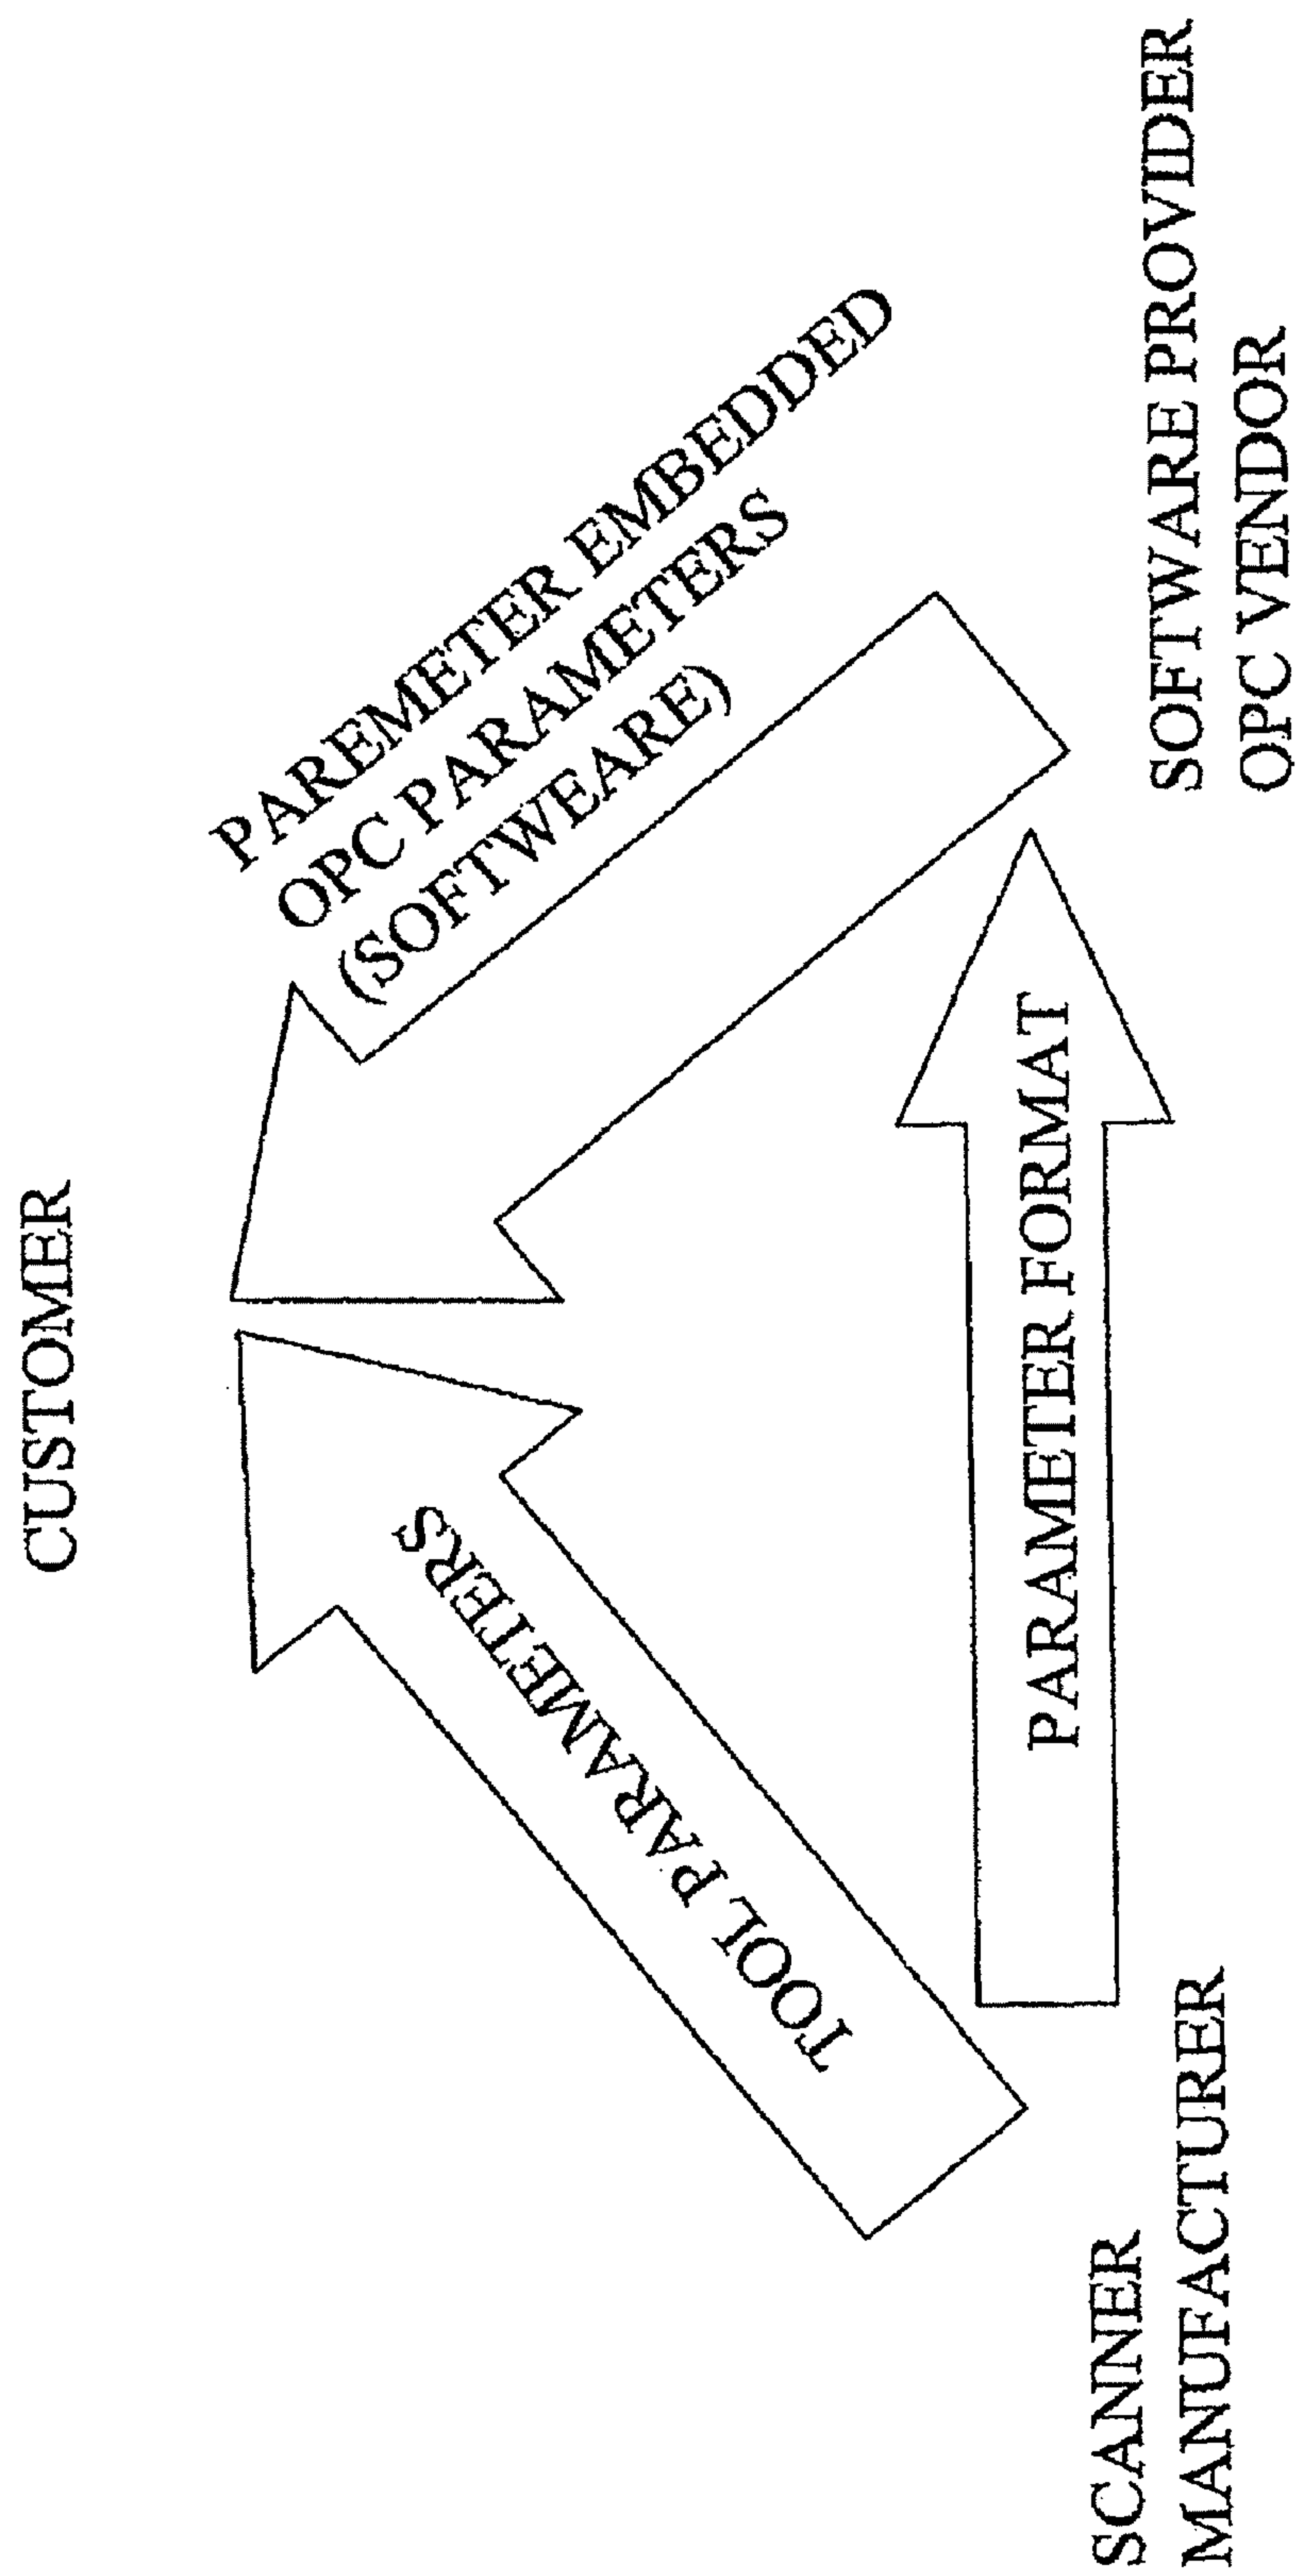 CUSTOMER
PAREMETER EMBEDDED
OPC PARAMETERS
(SOFTWEARE)
TOOL PARAMETERS
PARAMETER FORMAT
SCANNER
MANUFACTURER
SOFTWARE PROVIDER
OPC VENDOR